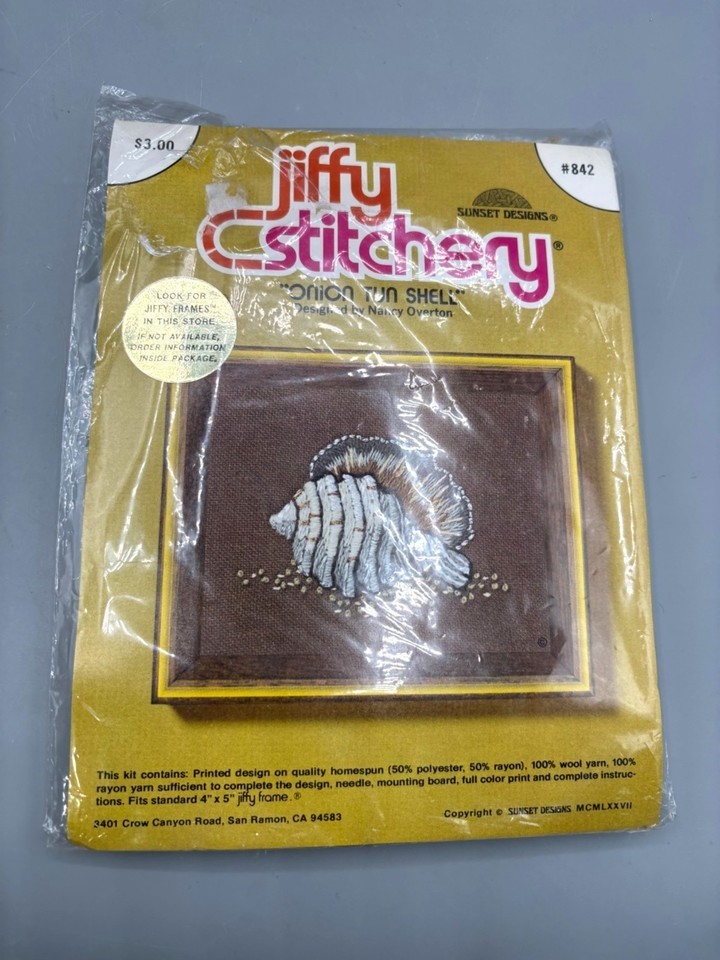 $3.00
#842
jiffy
stitchery®
SUNSET DESIGNS®
"ONION TUN SHELL"
Designed by Nancy Overton
LOOK FOR
JIFFY FRAMES™
IN THIS STORE
IF NOT AVAILABLE,
ORDER INFORMATION
INSIDE PACKAGE.
©
This kit contains: Printed design on quality homespun (50% polyester, 50% rayon), 100% wool yarn, 100%
rayon yarn sufficient to complete the design, needle, mounting board, full color print and complete instruc-
tions. Fits standard 4" x 5" jiffy frame.®
3401 Crow Canyon Road, San Ramon, CA 94583
Copyright © SUNSET DESIGNS MCMLXXVII